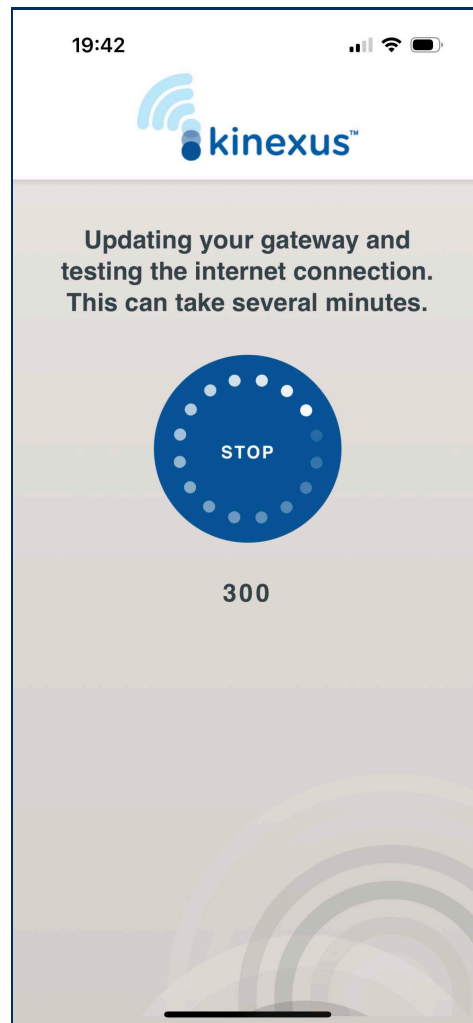 19:42
kinexus™
Updating your gateway and
testing the internet connection.
This can take several minutes.
STOP
300